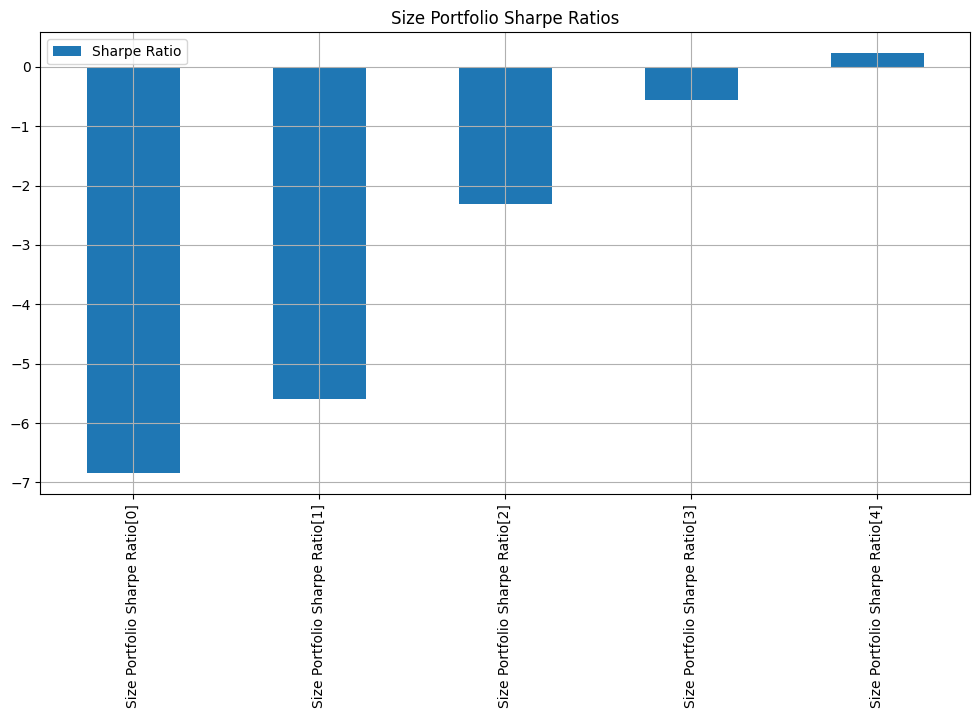 Size Portfolio Sharpe Ratios
Sharpe Ratio
0
−1
−2
−3
−4
−5
−6
−7
Size Portfolio Sharpe Ratio[0]
Size Portfolio Sharpe Ratio[1]
Size Portfolio Sharpe Ratio[2]
Size Portfolio Sharpe Ratio[3]
Size Portfolio Sharpe Ratio[4]